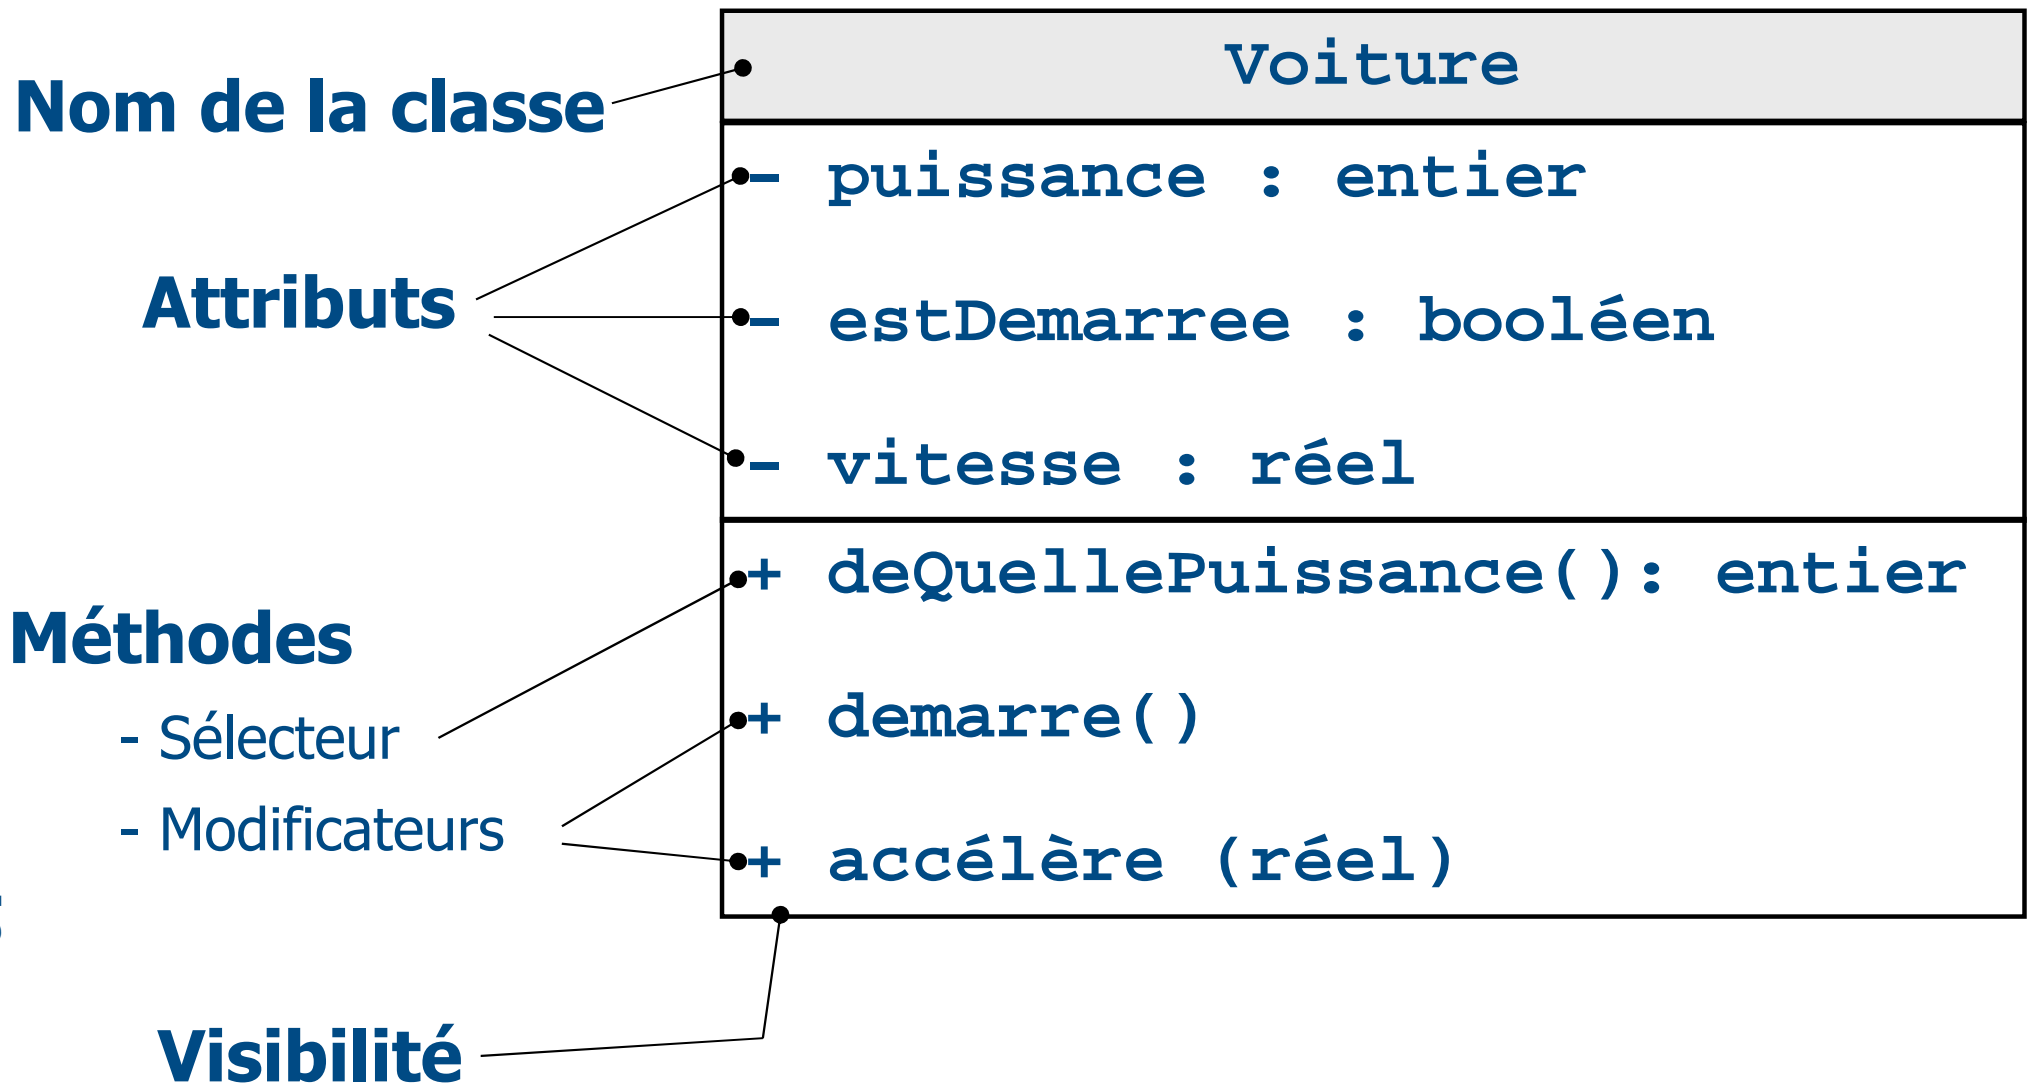 Voiture
Nom de la classe
- puissance : entier
Attributs
- estDemarree : booléen
- vitesse : réel
+ deQuellePuissance(): entier
Méthodes
- Sélecteur
+ demarre()
- Modificateurs
+ accélère (réel)
Visibilité